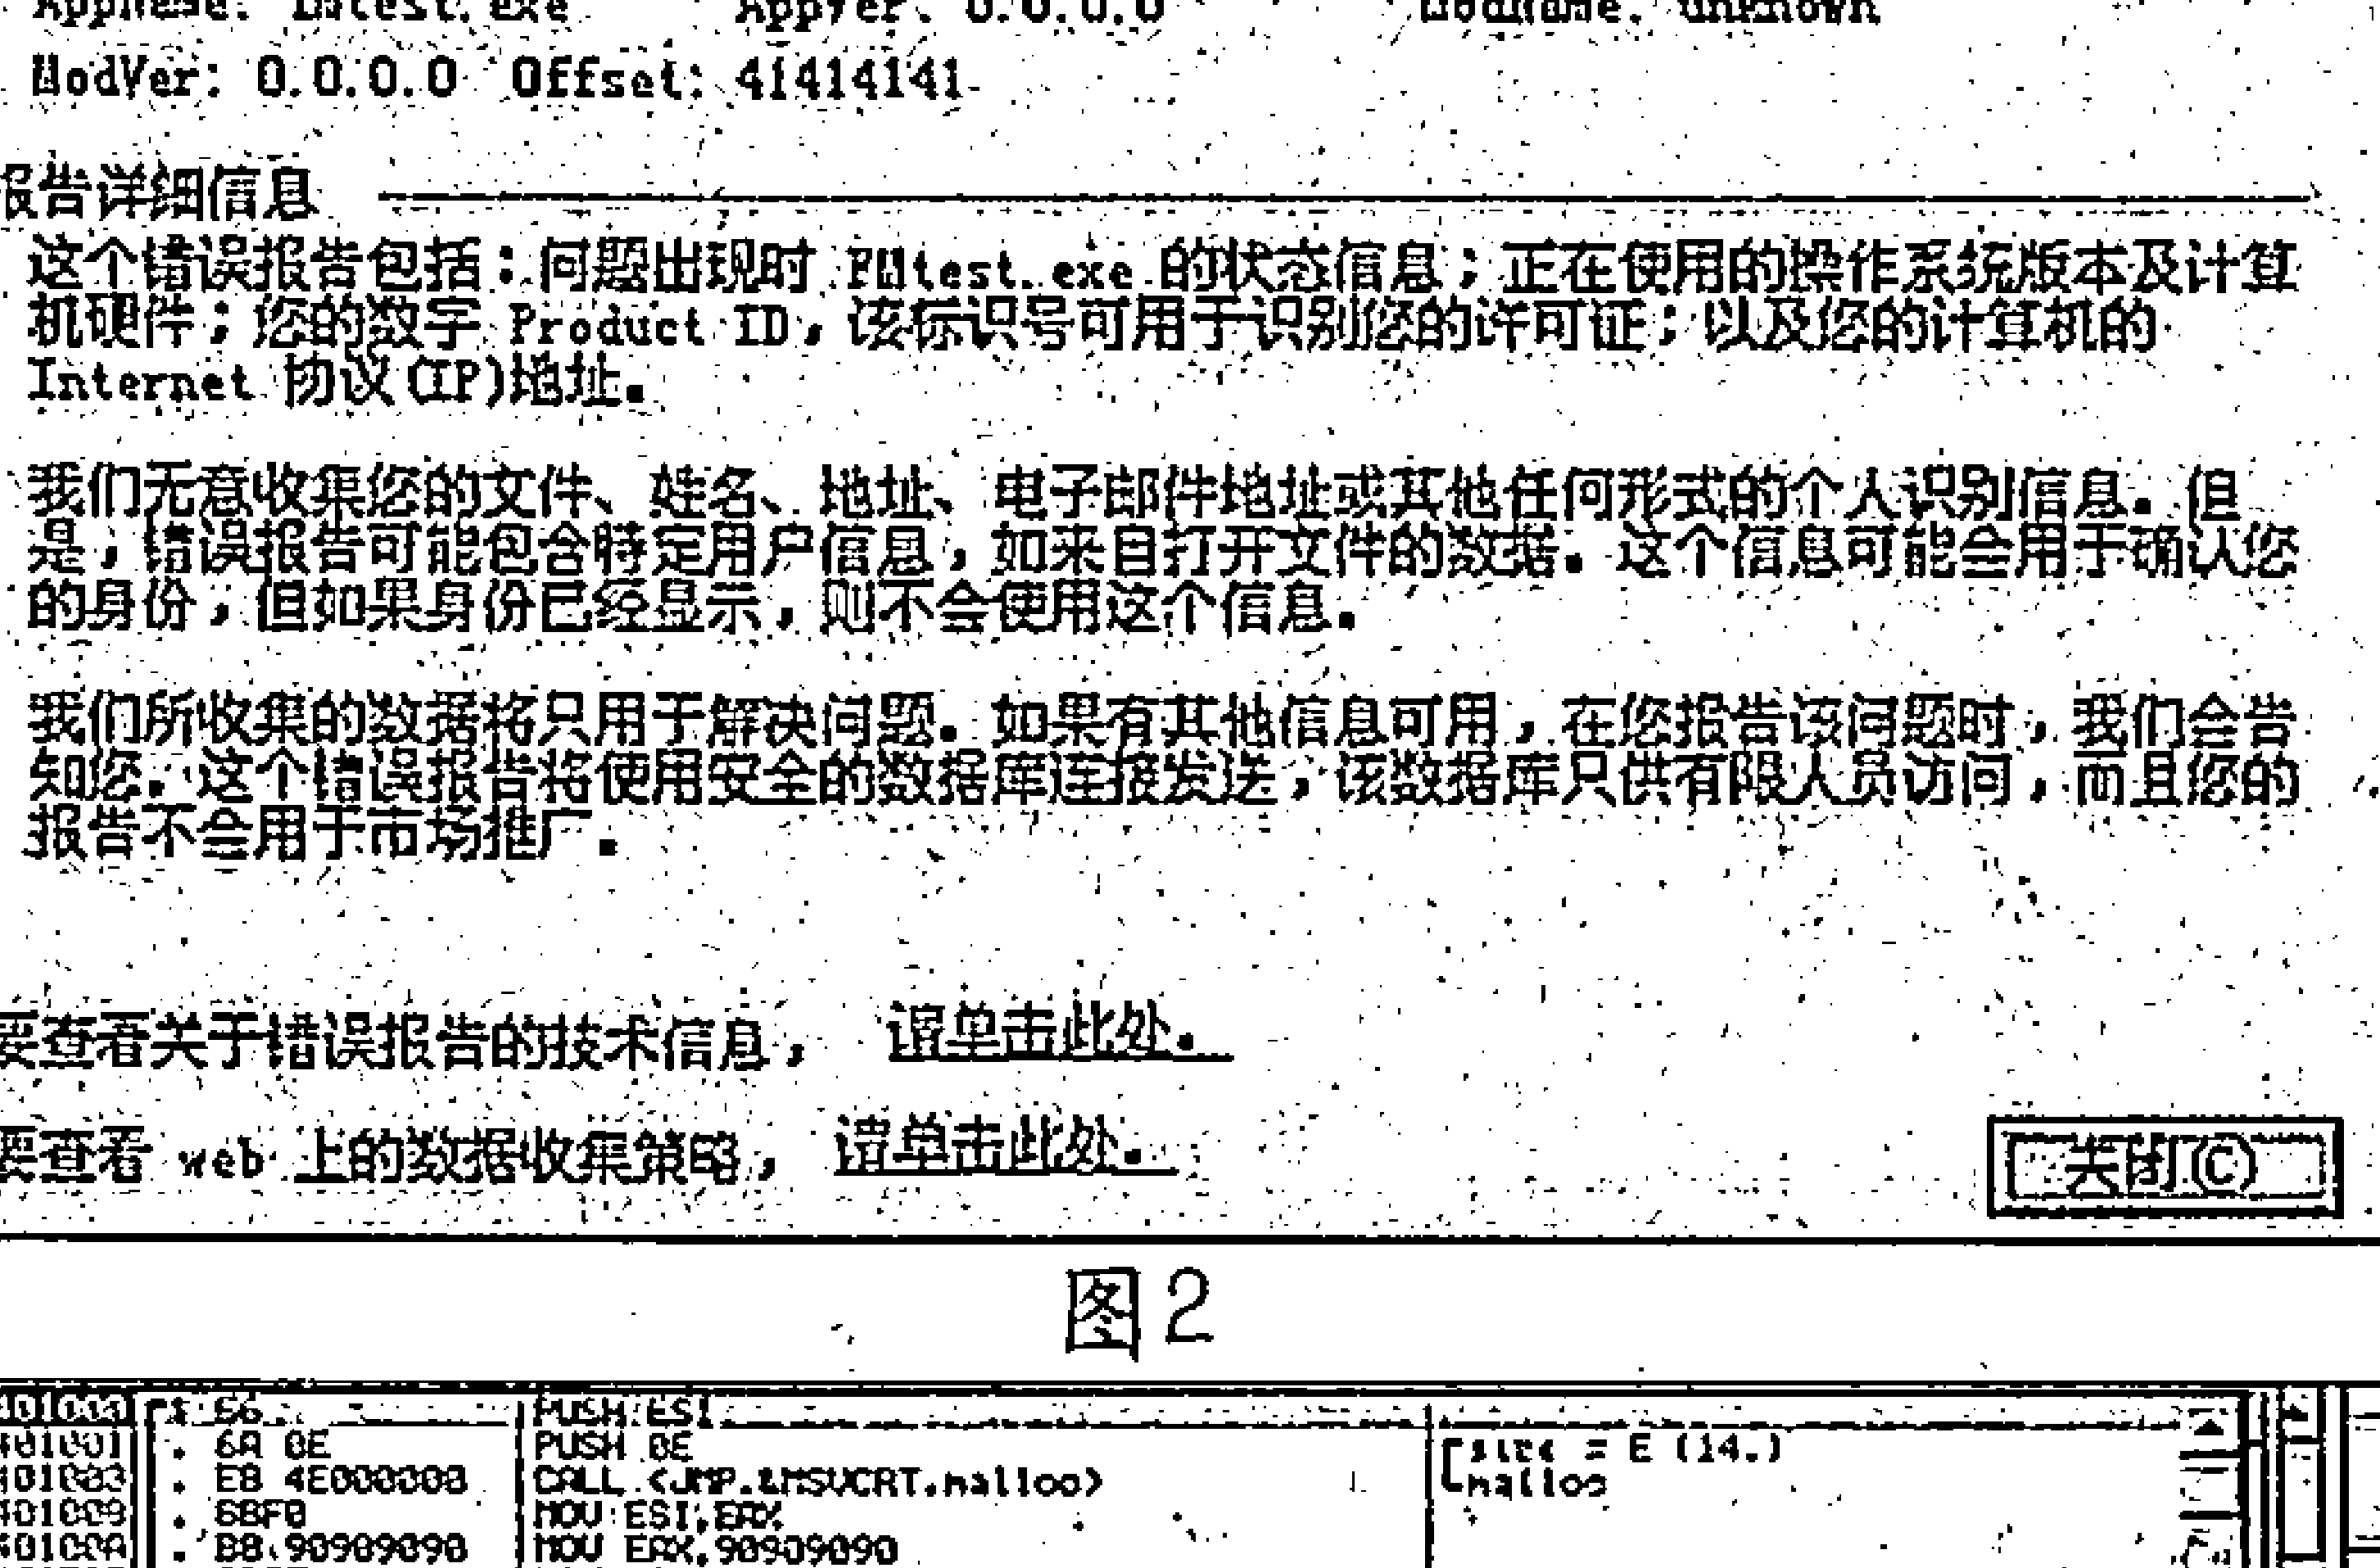 AppVer: 0.0.0.0 ModName: unknown
ModVer: 0.0.0.0 Offset: 41414141
报告详细信息
这个错误报告包括：问题出现时 PMtest.exe 的状态信息；正在使用的操作系统版本及计算
机硬件；您的数字 Product ID，该标识号可用于识别您的许可证；以及您的计算机的
Internet 协议(IP)地址。
我们无意收集您的文件、姓名、地址、电子邮件地址或其他任何形式的个人识别信息。但
是，错误报告可能包含特定用户信息，如来自打开文件的数据。这个信息可能会用于确认您
的身份，但如果身份已经显示，则不会使用这个信息。
我们所收集的数据将只用于解决问题。如果有其他信息可用，在您报告该问题时，我们会告
知您。这个错误报告将使用安全的数据库连接发送，该数据库只供有限人员访问，而且您的
报告不会用于市场推广。
要查看关于错误报告的技术信息， 请单击此处。
要查看 web 上的数据收集策略， 请单击此处。
关闭(C)
图2
56 PUSH ESI
6A 0E PUSH 0E size = E (14.)
E8 4E000000 CALL <JMP.&MSVCRT.malloc> malloc
8BF0 MOV ESI,EAX
B8 90909090 MOV EAX,90909090